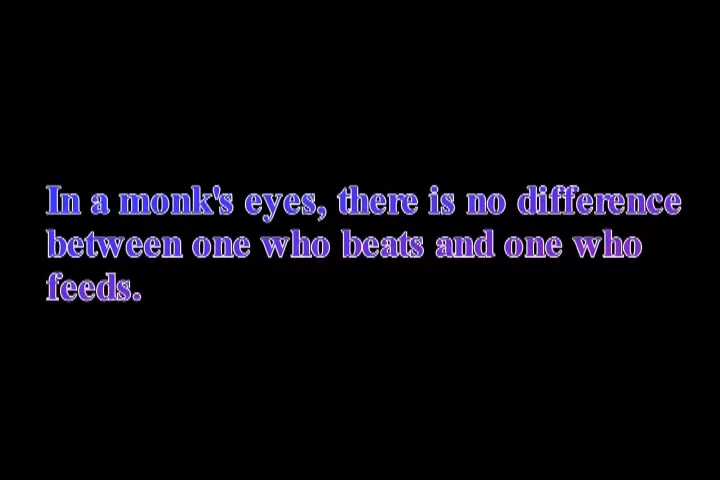 In a monk's eyes, there is no difference
between one who beats and one who
feeds.